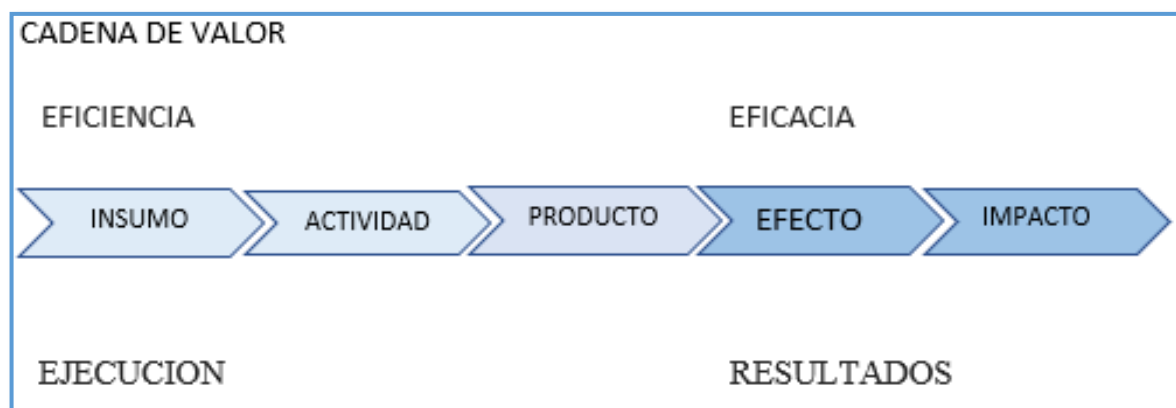 CADENA DE VALOR
EFICIENCIA EFICACIA
INSUMO ACTIVIDAD PRODUCTO EFECTO IMPACTO
EJECUCION RESULTADOS